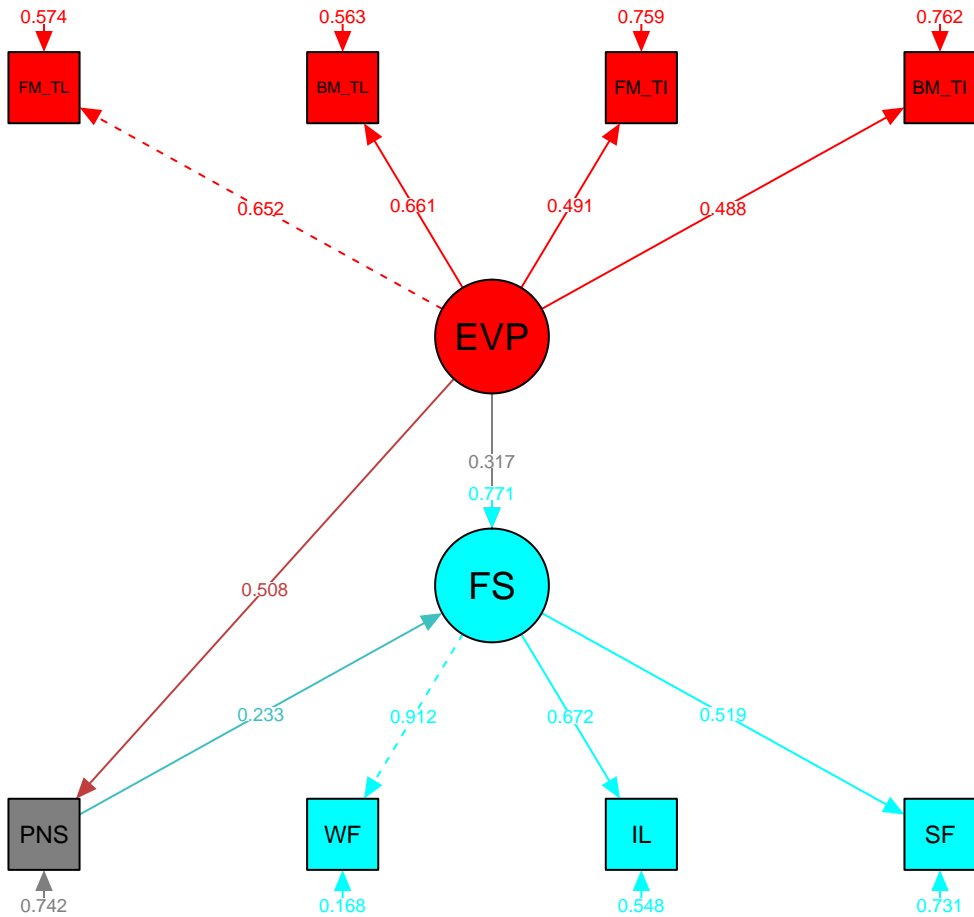 0.574 0.563 0.759 0.762
FM_TL BM_TL FM_TI BM_TI
0.652 0.661 0.491 0.488
EVP
0.317
0.771
FS
0.508
0.233 0.912 0.672 0.519
PNS WF IL SF
0.742 0.168 0.548 0.731